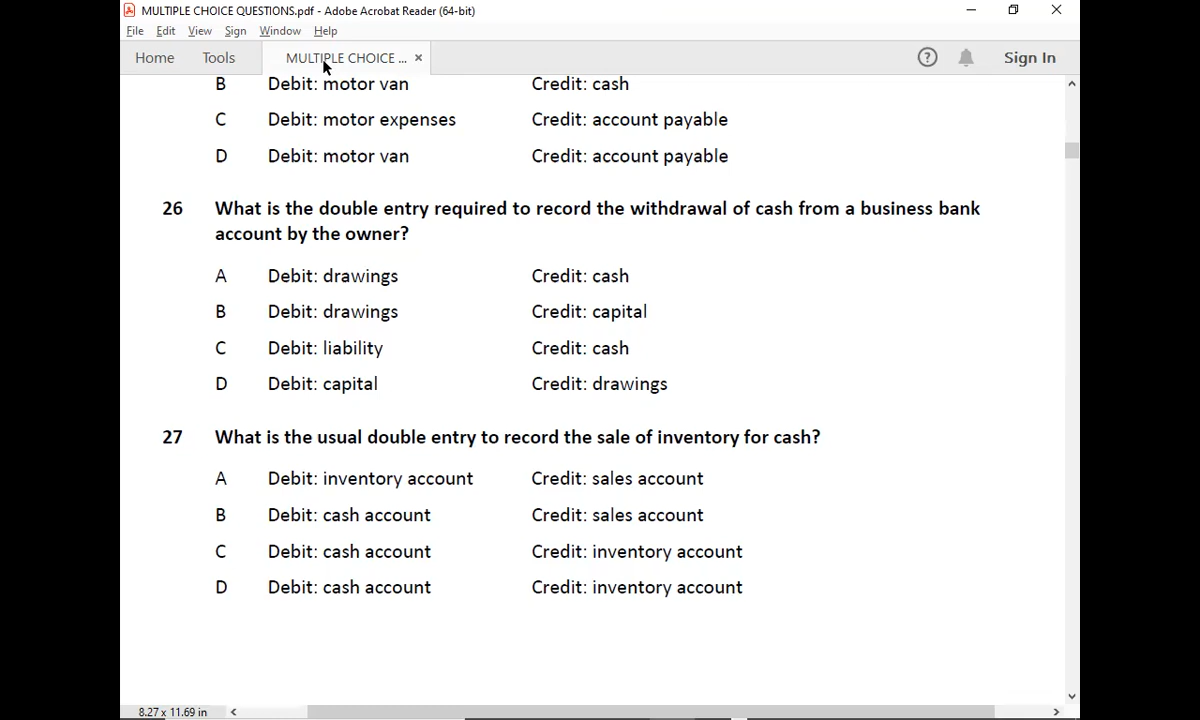 MULTIPLE CHOICE QUESTIONS.pdf - Adobe Acrobat Reader (64-bit)
File Edit View Sign Window Help
Home Tools MULTIPLE CHOICE ... × ? Sign In
B Debit: motor van Credit: cash
C Debit: motor expenses Credit: account payable
D Debit: motor van Credit: account payable
26 What is the double entry required to record the withdrawal of cash from a business bank
account by the owner?
A Debit: drawings Credit: cash
B Debit: drawings Credit: capital
C Debit: liability Credit: cash
D Debit: capital Credit: drawings
27 What is the usual double entry to record the sale of inventory for cash?
A Debit: inventory account Credit: sales account
B Debit: cash account Credit: sales account
C Debit: cash account Credit: inventory account
D Debit: cash account Credit: inventory account
8.27 x 11.69 in